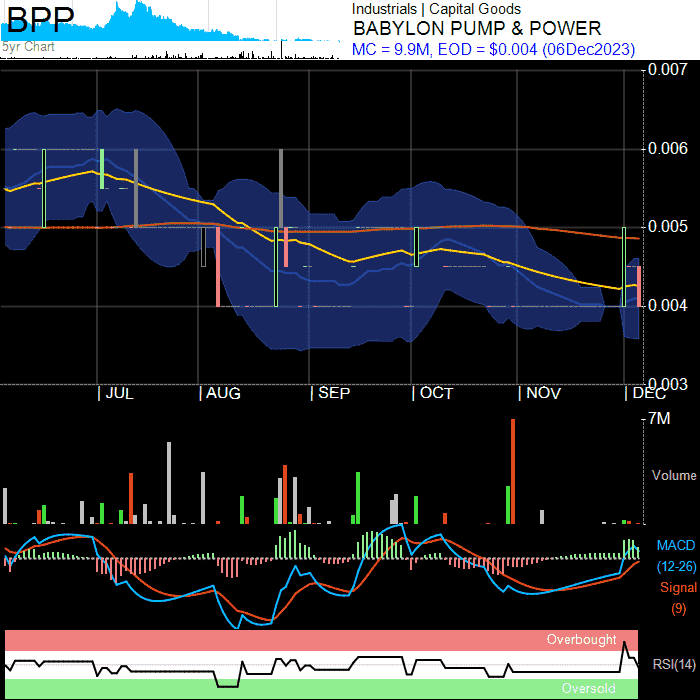 BPP
5yr Chart
Industrials | Capital Goods
BABYLON PUMP & POWER
MC = 9.9M, EOD = $0.004 (06Dec2023)
0.007
0.006
0.005
0.004
0.003
| JUL | AUG | SEP | OCT | NOV | DEC
7M
Volume
MACD
(12-26)
Signal
(9)
Overbought
RSI(14)
Oversold